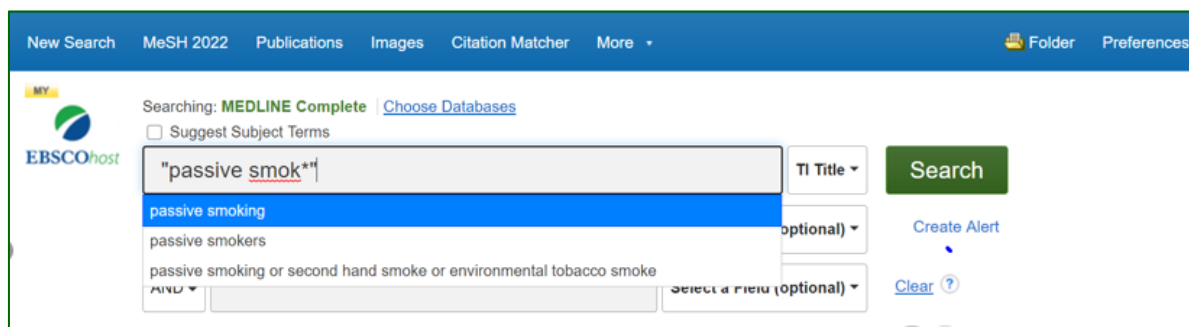 New Search MeSH 2022 Publications Images Citation Matcher More Folder Preferences
MY
EBSCOhost
Searching: MEDLINE Complete Choose Databases
Suggest Subject Terms
"passive smok*" TI Title Search
passive smoking
passive smokers optional) Create Alert
passive smoking or second hand smoke or environmental tobacco smoke
AND Select a Field (optional) Clear ?